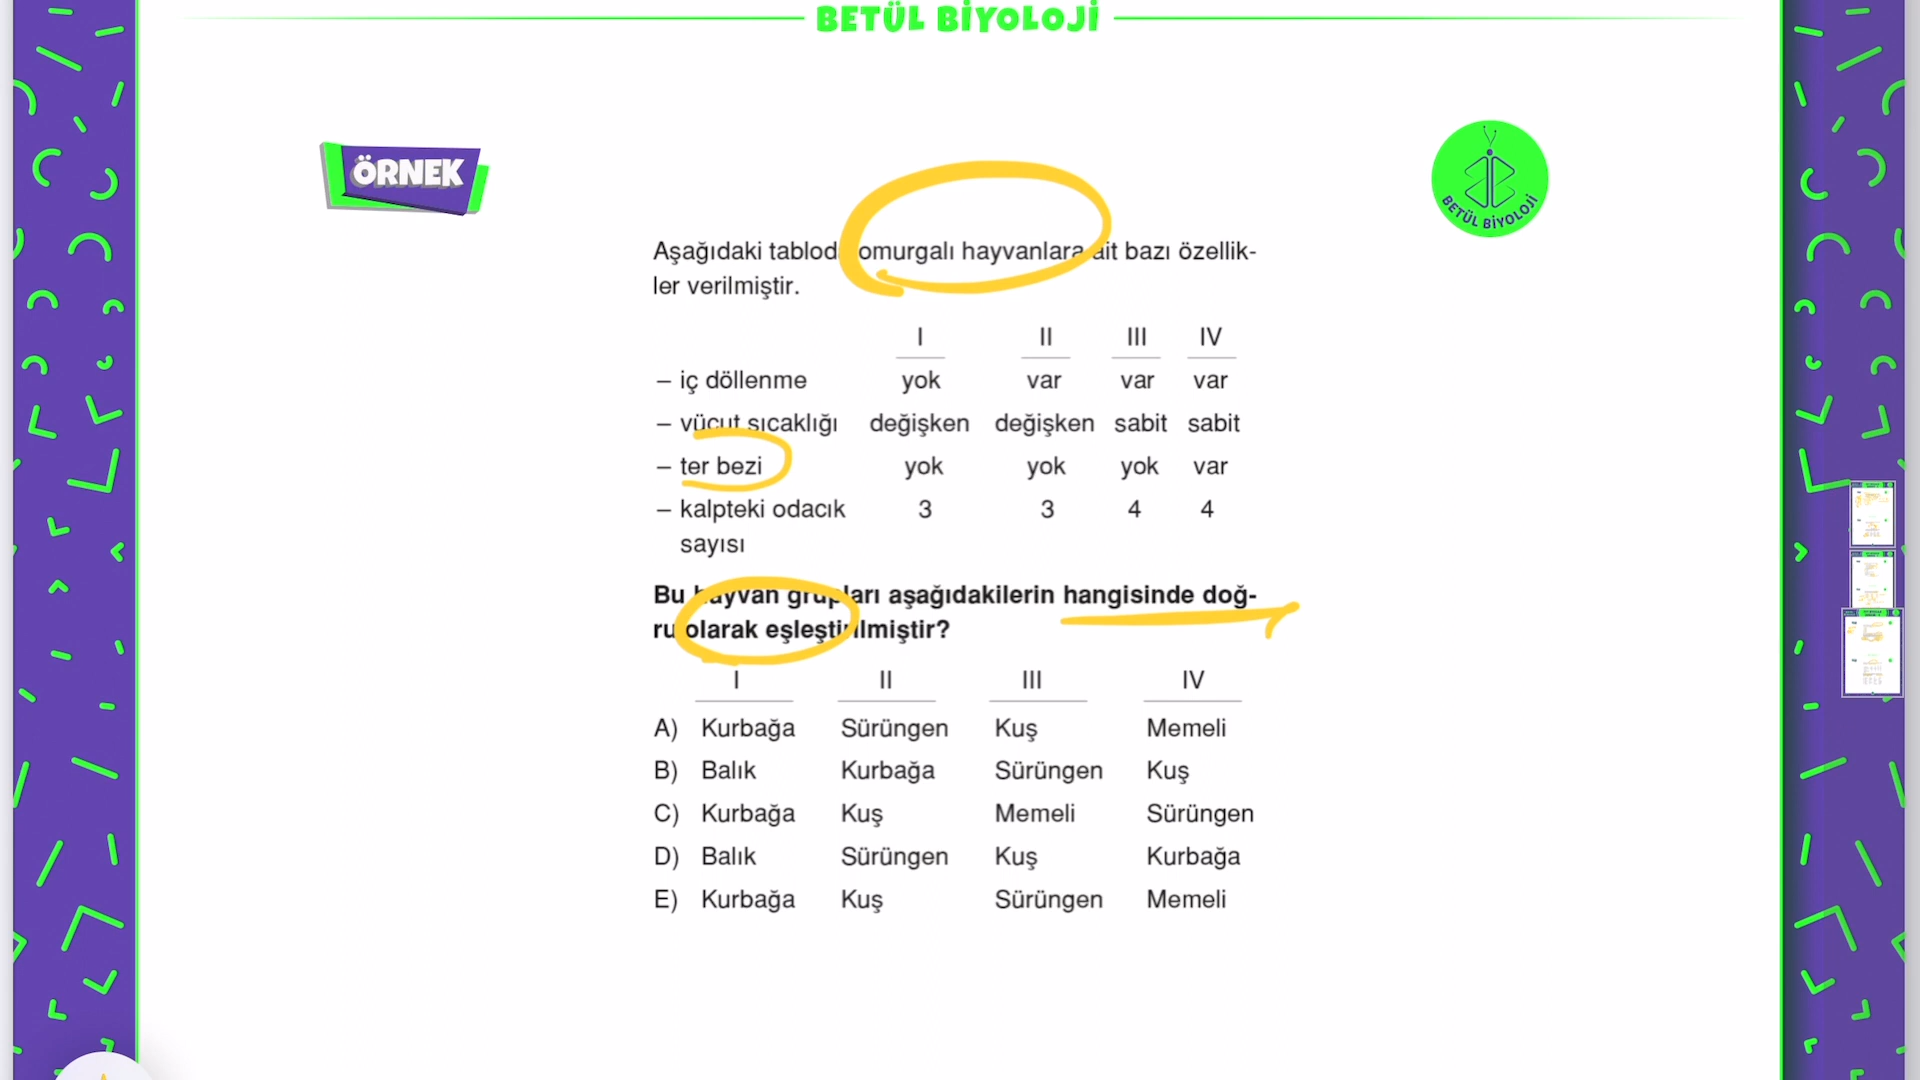 BETÜL BİYOLOJİ
ÖRNEK
BETÜL BİYOLOJİ
Aşağıdaki tabloda omurgalı hayvanlara ait bazı özellik-
ler verilmiştir.
I II III IV
– iç döllenme yok var var var
– vücut sıcaklığı değişken değişken sabit sabit
– ter bezi yok yok yok var
– kalpteki odacık 3 3 4 4
sayısı
Bu hayvan grupları aşağıdakilerin hangisinde doğ-
ru olarak eşleştirilmiştir?
I II III IV
A) Kurbağa Sürüngen Kuş Memeli
B) Balık Kurbağa Sürüngen Kuş
C) Kurbağa Kuş Memeli Sürüngen
D) Balık Sürüngen Kuş Kurbağa
E) Kurbağa Kuş Sürüngen Memeli